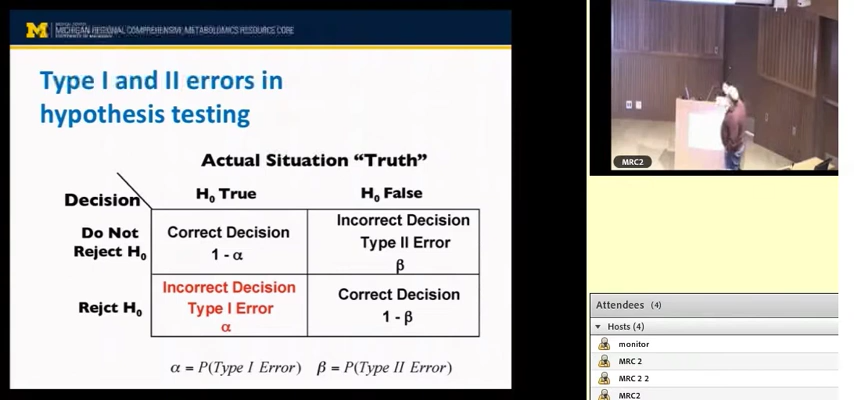 MICHIGAN REGIONAL COMPREHENSIVE METABOLOMICS RESOURCE CORE
Type I and II errors in
hypothesis testing
Actual Situation “Truth”
Decision
H0 True
H0 False
Do Not
Reject H0
Correct Decision
1 - α
Incorrect Decision
Type II Error
β
Rejct H0
Incorrect Decision
Type I Error
α
Correct Decision
1 - β
α = P(Type I Error) β = P(Type II Error)
MRC2
Attendees (4)
Hosts (4)
monitor
MRC 2
MRC 2 2
MRC2